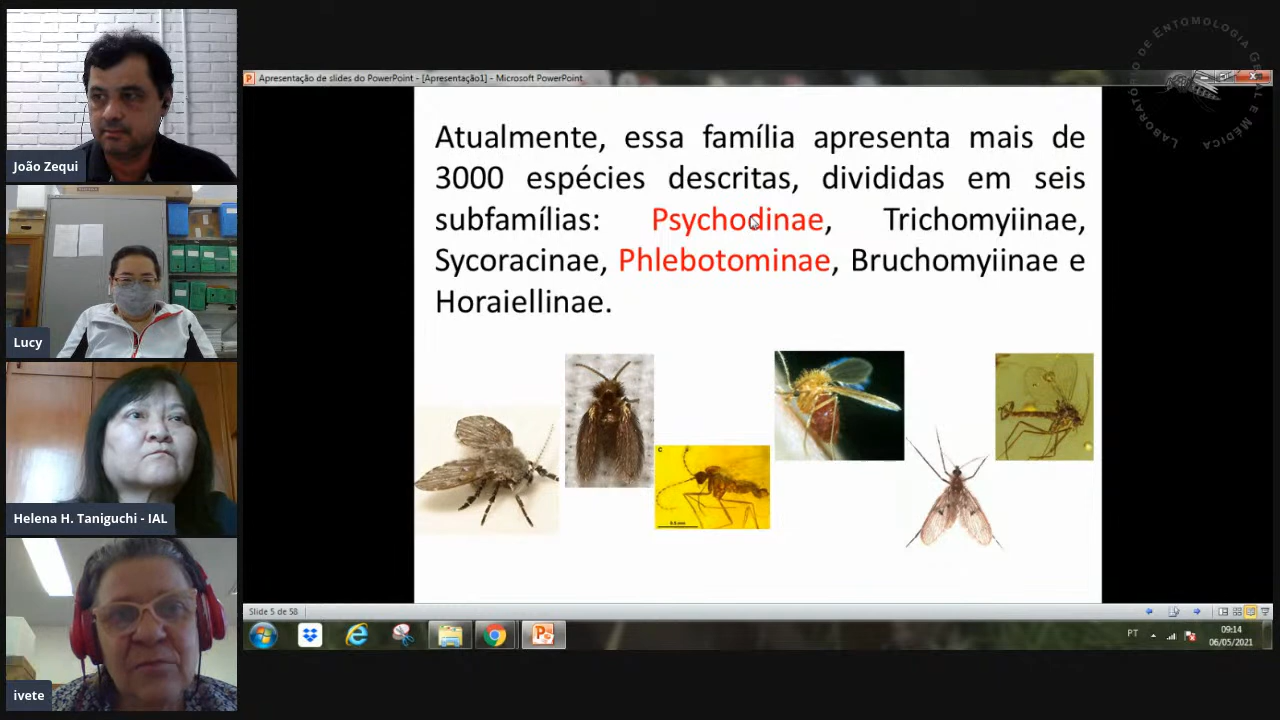 João Zequi
Lucy
Helena H. Taniguchi - IAL
ivete
Apresentação de slides do PowerPoint - [Apresentação1] - Microsoft PowerPoint
LABORATÓRIO DE ENTOMOLOGIA GERAL E MÉDICA
Atualmente, essa família apresenta mais de
3000 espécies descritas, divididas em seis
subfamílias: Psychodinae, Trichomyiinae,
Sycoracinae, Phlebotominae, Bruchomyiinae e
Horaiellinae.
C
Slide 5 de 58
PT
09:14
06/05/2021